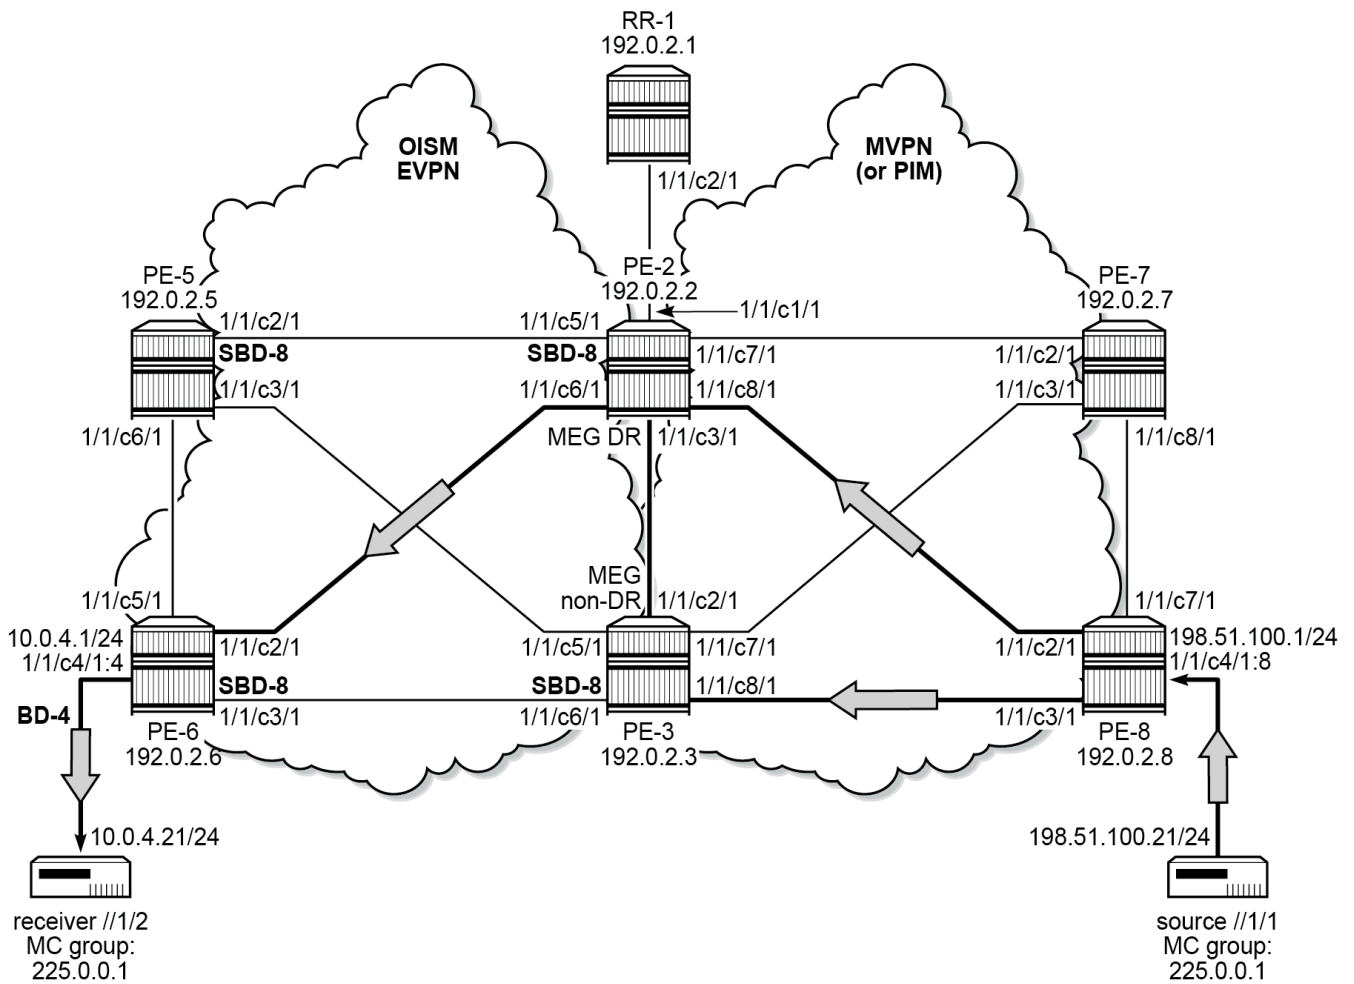 RR-1
192.0.2.1
OISM
EVPN
MVPN
(or PIM)
1/1/c2/1
PE-5
192.0.2.5
PE-2
192.0.2.2
PE-7
192.0.2.7
1/1/c1/1
1/1/c2/1
1/1/c5/1
SBD-8
SBD-8
1/1/c7/1
1/1/c2/1
1/1/c3/1
1/1/c6/1
1/1/c8/1
1/1/c3/1
1/1/c6/1
MEG DR
1/1/c3/1
1/1/c8/1
MEG
non-DR
1/1/c5/1
1/1/c2/1
1/1/c7/1
10.0.4.1/24
1/1/c4/1:4
1/1/c2/1
1/1/c5/1
1/1/c7/1
1/1/c2/1
198.51.100.1/24
1/1/c4/1:8
SBD-8
SBD-8
1/1/c8/1
BD-4
1/1/c3/1
1/1/c6/1
1/1/c3/1
PE-6
192.0.2.6
PE-3
192.0.2.3
PE-8
192.0.2.8
10.0.4.21/24
198.51.100.21/24
receiver //1/2
MC group:
225.0.0.1
source //1/1
MC group:
225.0.0.1